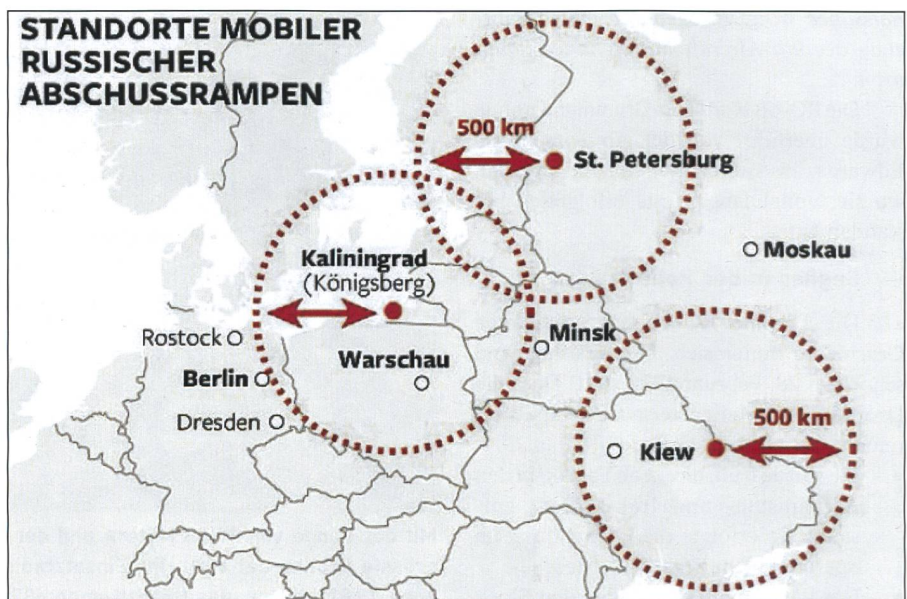 STANDORTE MOBILER
RUSSISCHER
ABSCHUSSRAMPEN
500 km
St. Petersburg
Moskau
Kaliningrad
(Königsberg)
Rostock
Minsk
Warschau
Berlin
Dresden
Kiew
500 km